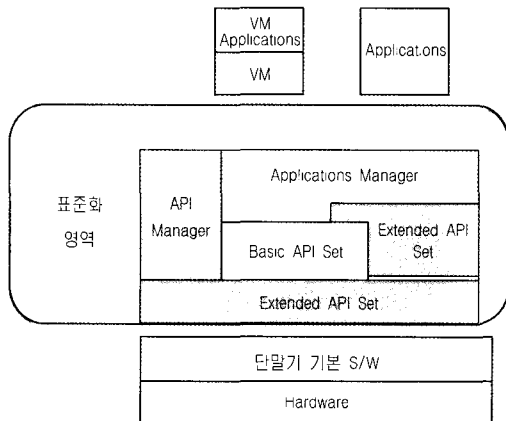 VM
Applications
VM
Applications
표준화
영역
API
Manager
Applications Manager
Basic API Set
Extended API
Set
Extended API Set
단말기 기본 S/W
Hardware